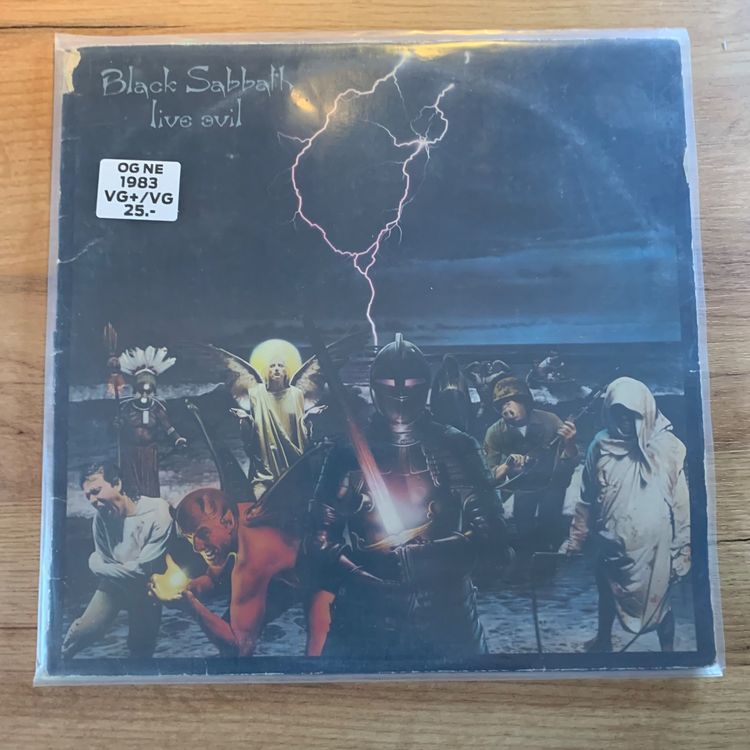 Black Sabbath
live evil
OG NE
1983
VG+/VG
25.-